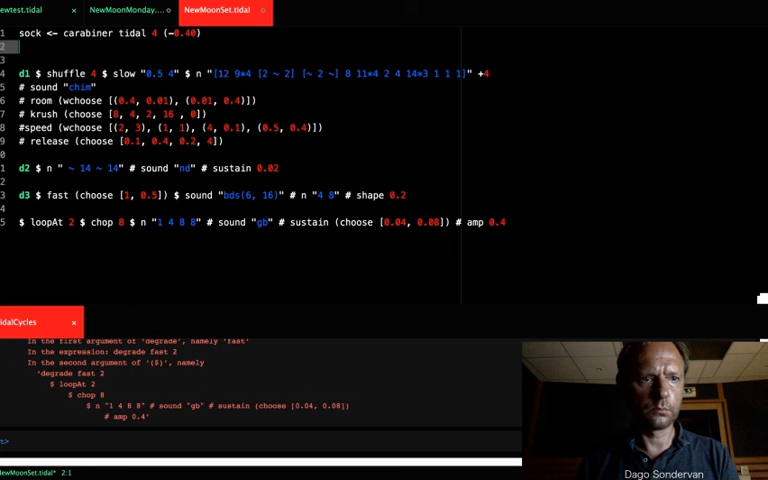 ewtest.tidal × NewMoonMonday.... NewMoonSet.tidal
1 sock <- carabiner tidal 4 (-0.40)
2
3
4 d1 $ shuffle 4 $ slow "0.5 4" $ n "[12 9*4 [2 ~ 2] [~ 2 ~] 8 11*4 2 4 14*3 1 1 1]" +4
5 # sound "chim"
6 # room (wchoose [(0.4, 0.01), (0.01, 0.4)])
7 # krush (choose [8, 4, 2, 16 , 0])
8 #speed (wchoose [(2, 3), (1, 1), (4, 0.1), (0.5, 0.4)])
9 # release (choose [0.1, 0.4, 0.2, 4])
0
1 d2 $ n " ~ 14 ~ 14" # sound "nd" # sustain 0.02
2
3 d3 $ fast (choose [1, 0.5]) $ sound "bds(6, 16)" # n "4 8" # shape 0.2
4
5 $ loopAt 2 $ chop 8 $ n "1 4 8 8" # sound "gb" # sustain (choose [0.04, 0.08]) # amp 0.4
idalCycles ×
In the first argument of 'degrade', namely 'fast'
In the expression: degrade fast 2
In the second argument of '($)', namely
'degrade fast 2
$ loopAt 2
$ chop 8
$ n "1 4 8 8" # sound "gb" # sustain (choose [0.04, 0.08])
# amp 0.4'
t>
ewMoonSet.tidal* 2:1
Dago Sondervan